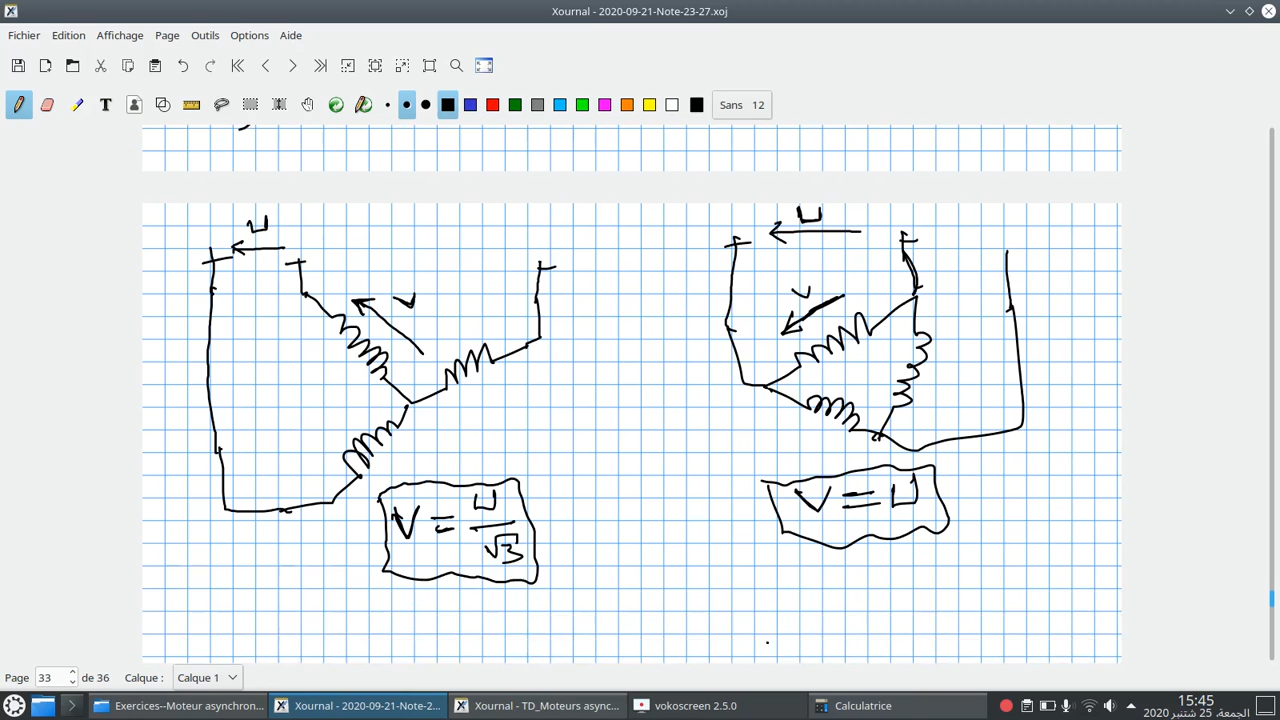 Xournal - 2020-09-21-Note-23-27.xoj
Fichier Edition Affichage Page Outils Options Aide
T
Sans 12
U
V
V = U/√3
U
V
V = U
Page 33 de 36 Calque : Calque 1
Exercices--Moteur asynchron...
Xournal - 2020-09-21-Note-2...
Xournal - TD_Moteurs async...
vokoscreen 2.5.0
Calculatrice
15:45
الجمعة، 25 شتنبر 2020